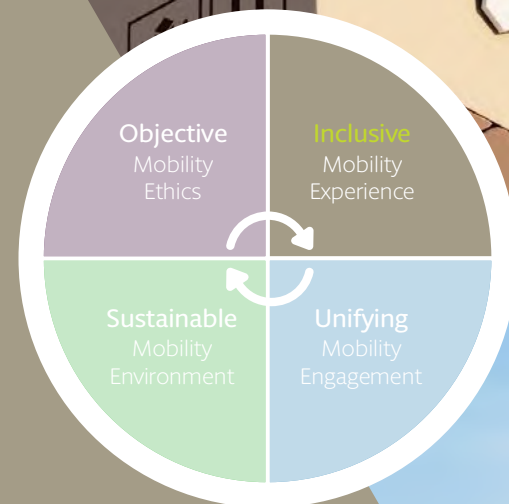 Objective
Mobility
Ethics
Inclusive
Mobility
Experience
Sustainable
Mobility
Environment
Unifying
Mobility
Engagement